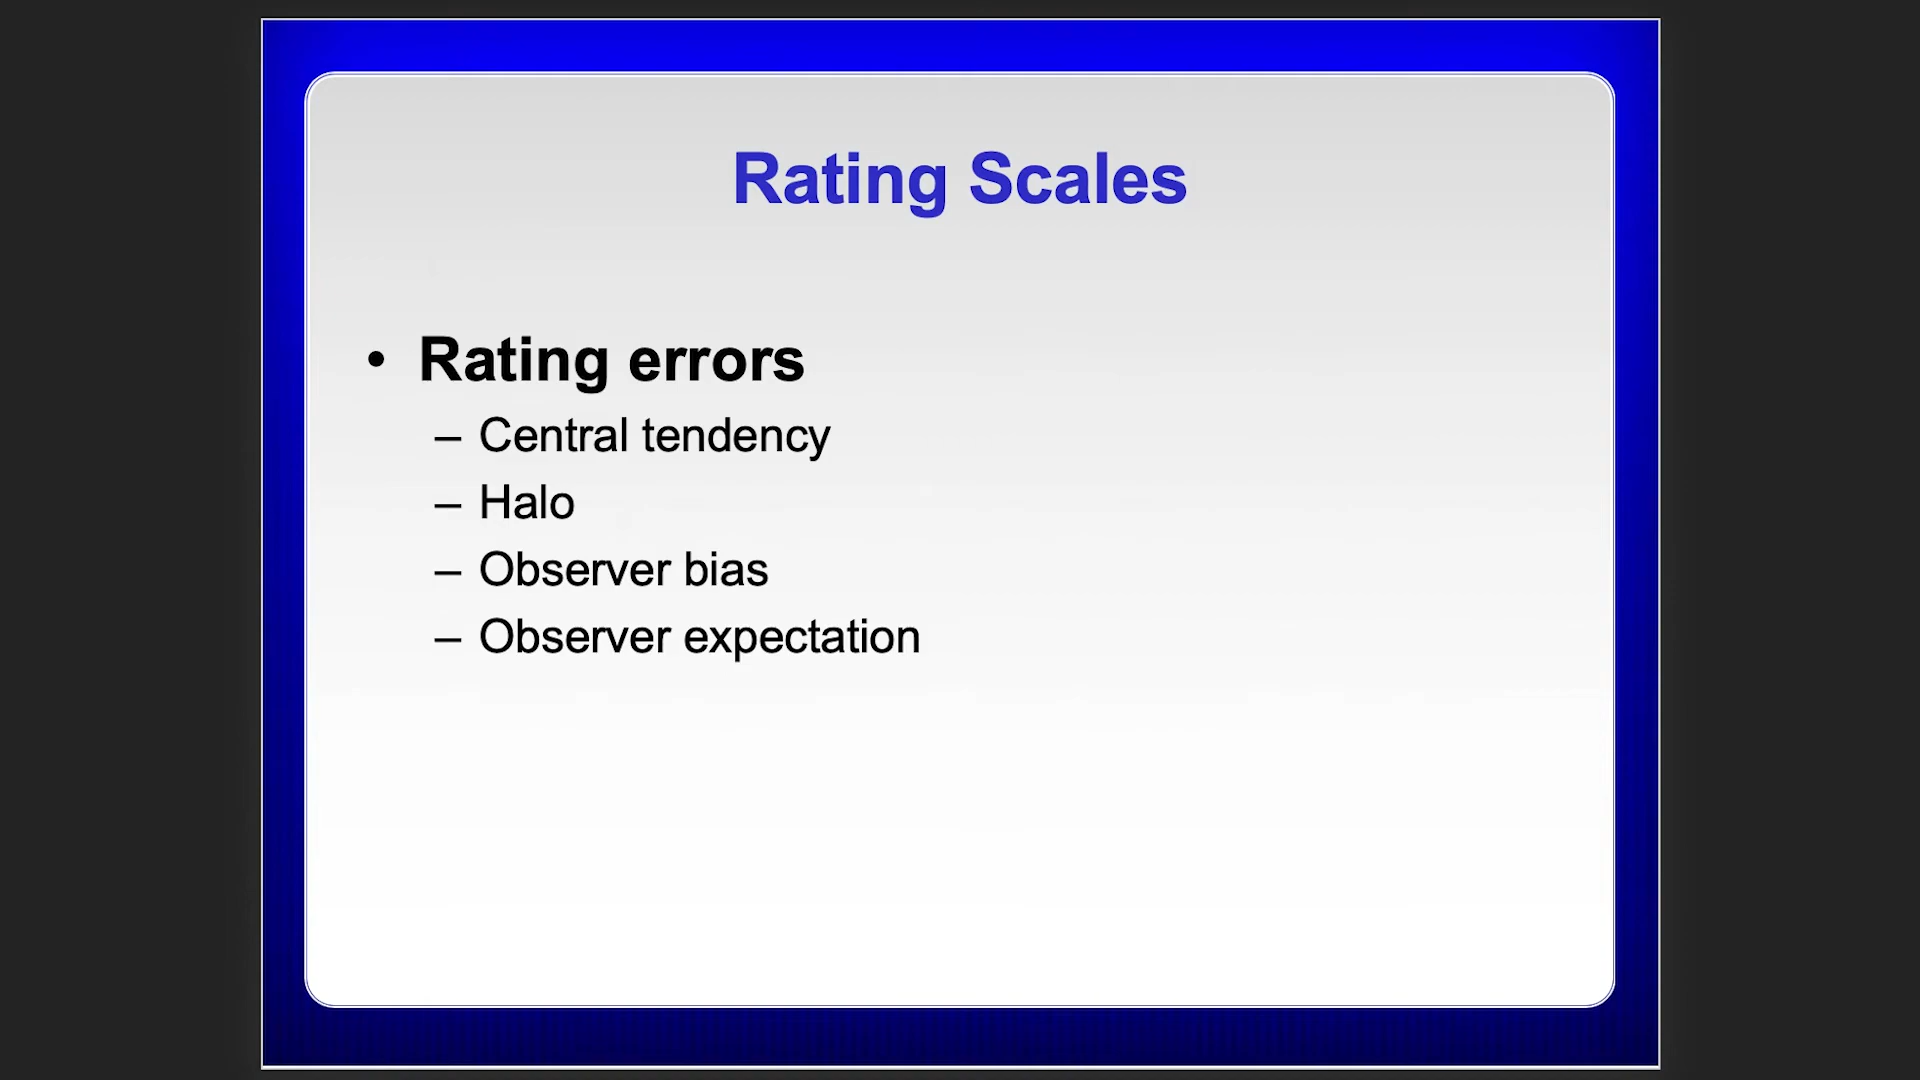 Rating Scales
• Rating errors
– Central tendency
– Halo
– Observer bias
– Observer expectation